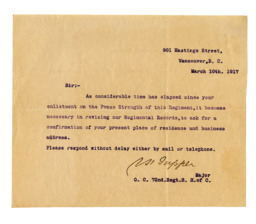 901 Hastings Street,
Vancouver, B. C.
March 10th. 1917
Sir:-
As considerable time has elapsed since your
enlistment on the Peace Strength of this Regiment, it becomes
necessary in revising our Regimental Records, to ask for a
confirmation of your present place of residence and business
address.
Please respond without delay either by mail or telephone.
Tupper
Major
O. C. 72nd. Regt. S. H. of C.